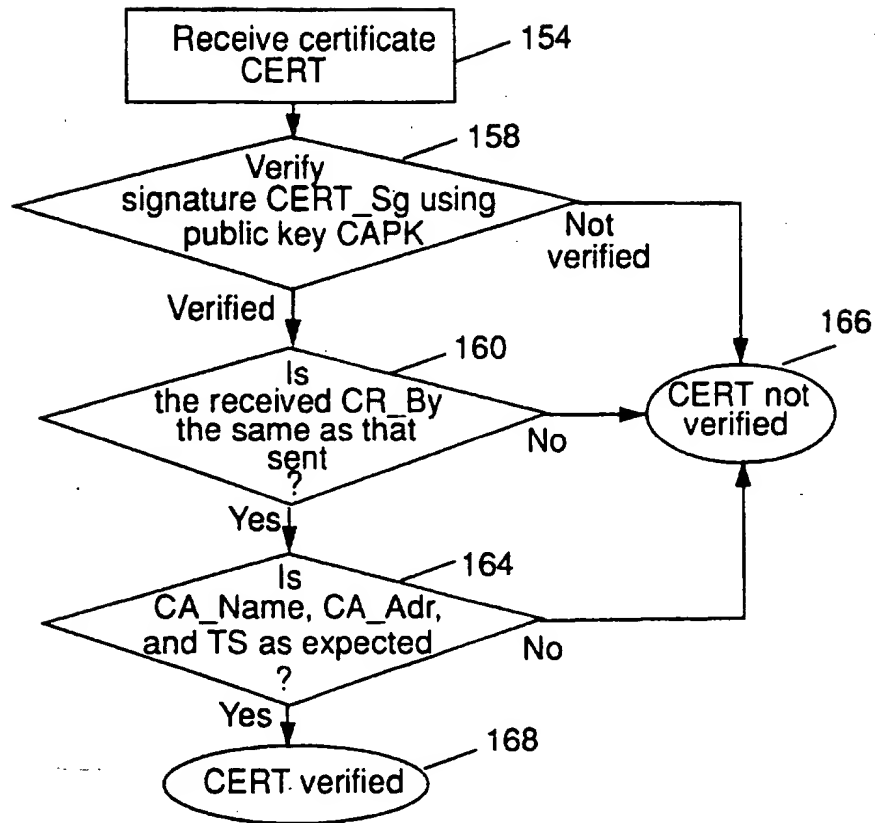 Receive certificate
CERT
154
158
Verify
signature CERT_Sg using
public key CAPK
Not
verified
Verified
160
Is
the received CR_By
the same as that
sent
?
No
166
CERT not
verified
Yes
164
Is
CA_Name, CA_Adr,
and TS as expected
?
No
Yes
168
CERT verified